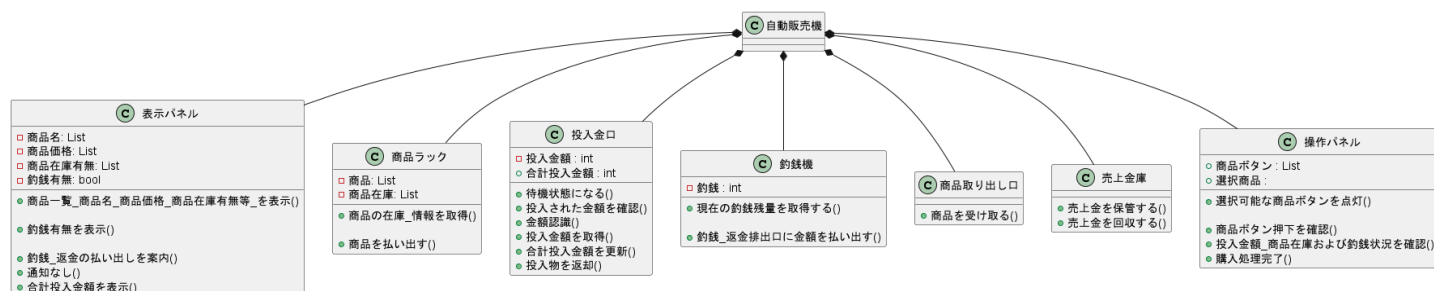 C 自動販売機
C 表示パネル
商品名: List
商品価格: List
商品在庫有無: List
釣銭有無: bool
商品一覧_商品名_商品価格_商品在庫有無等_を表示()
釣銭有無を表示()
釣銭_返金の払い出しを案内()
通知なし()
合計投入金額を表示()
C 商品ラック
商品: List
商品在庫: List
商品の在庫_情報を取得()
商品を払い出す()
C 投入金口
投入金額 : int
合計投入金額 : int
待機状態になる()
投入された金額を確認()
金額認識()
投入金額を取得()
合計投入金額を更新()
投入物を返却()
C 釣銭機
釣銭 : int
現在の釣銭残量を取得する()
釣銭_返金排出口に金額を払い出す()
C 商品取り出し口
商品を受け取る()
C 売上金庫
売上金を保管する()
売上金を回収する()
C 操作パネル
商品ボタン : List
選択商品 :
選択可能な商品ボタンを点灯()
商品ボタン押下を確認()
投入金額_商品在庫および釣銭状況を確認()
購入処理完了()